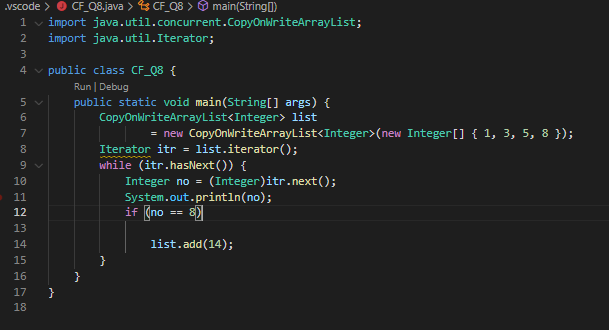 .vscode > CF_Q8.java > CF_Q8 > main(String[])
1 import java.util.concurrent.CopyOnWriteArrayList;
2 import java.util.Iterator;
3
4 public class CF_Q8 {
Run | Debug
5 public static void main(String[] args) {
6 CopyOnWriteArrayList<Integer> list
7 = new CopyOnWriteArrayList<Integer>(new Integer[] { 1, 3, 5, 8 });
8 Iterator itr = list.iterator();
9 while (itr.hasNext()) {
10 Integer no = (Integer)itr.next();
11 System.out.println(no);
12 if (no == 8)
13
14 list.add(14);
15 }
16 }
17 }
18